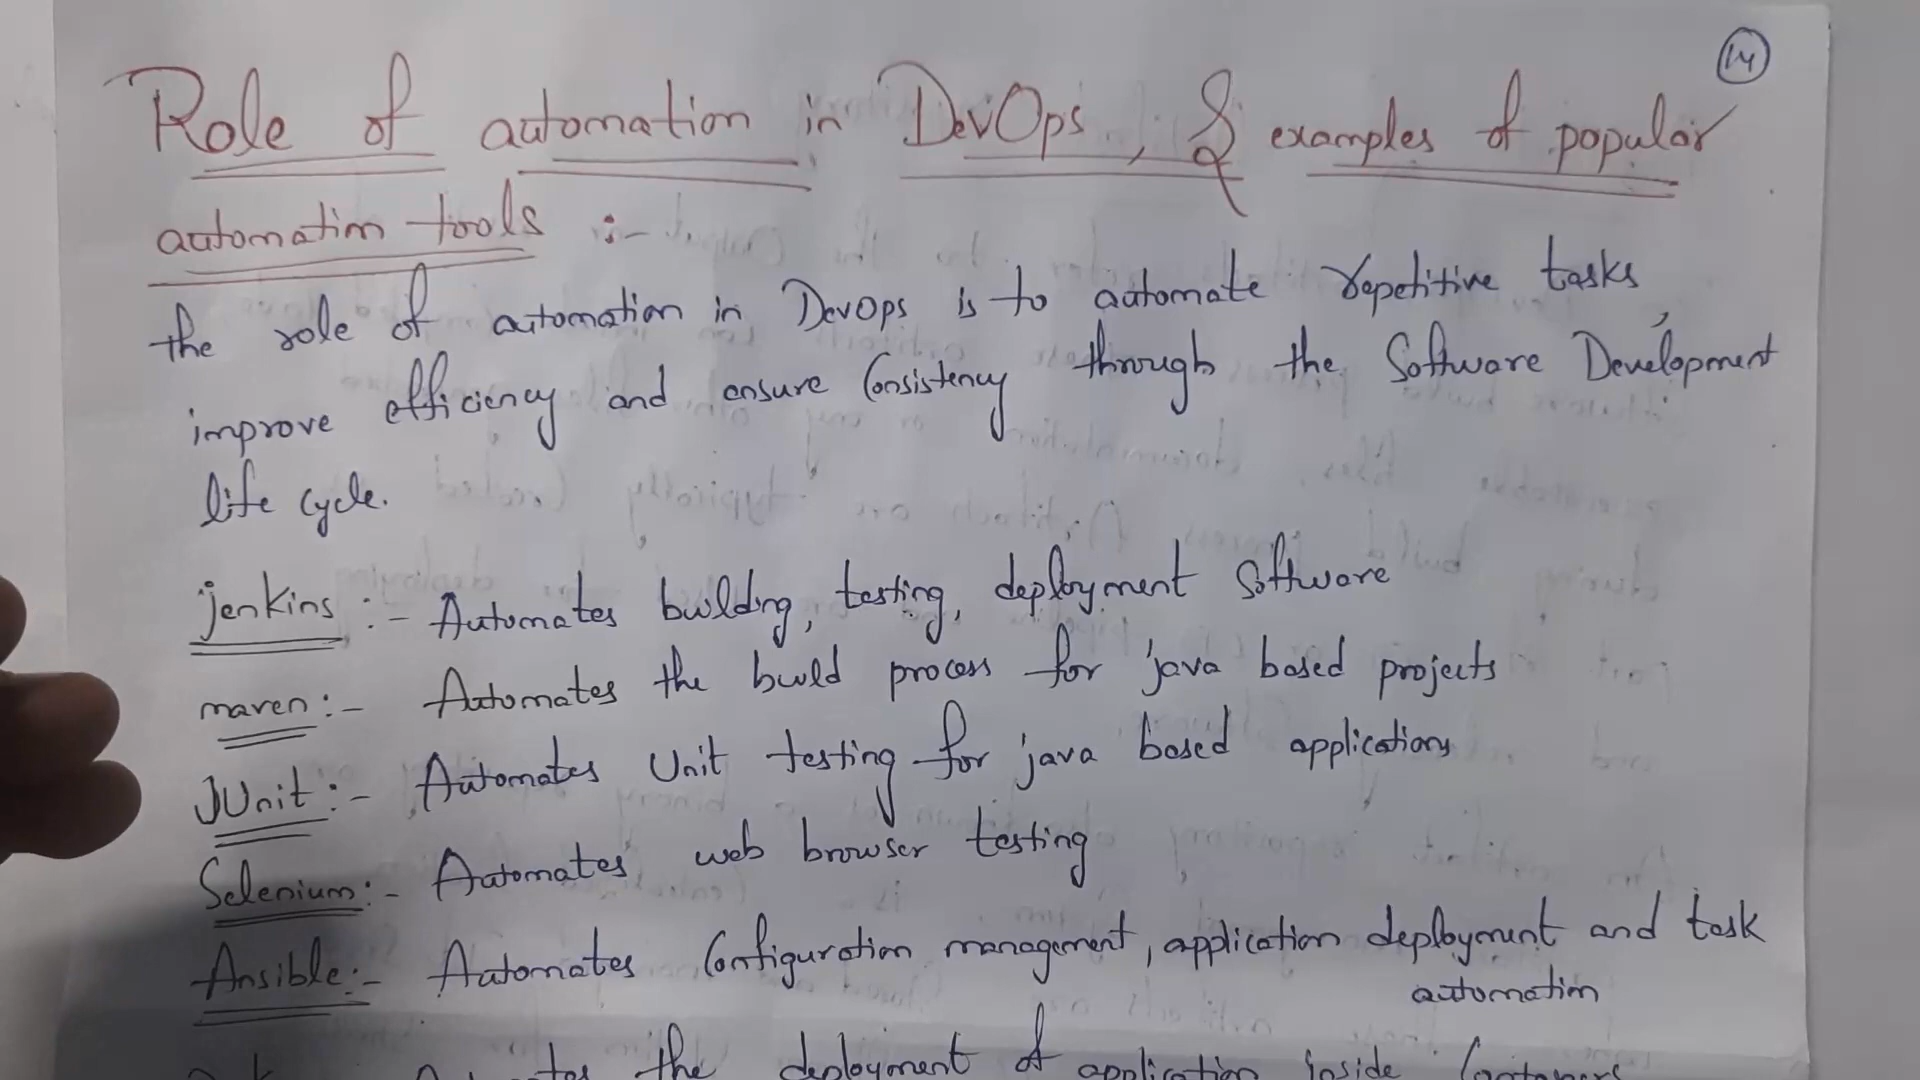 14
Role of automation in DevOps, & examples of popular
automation tools :-
the role of automation in DevOps is to automate repetitive tasks,
improve efficiency and ensure Consistency through the Software Development
life cycle.
jenkins :- Automates building, testing, deployment Software
maven :- Automates the build process for java based projects
JUnit :- Automates Unit testing for java based applications
Selenium :- Automates web browser testing
Ansible :- Automates Configuration management, application deployment and task
automation
the deployment of application inside Containers